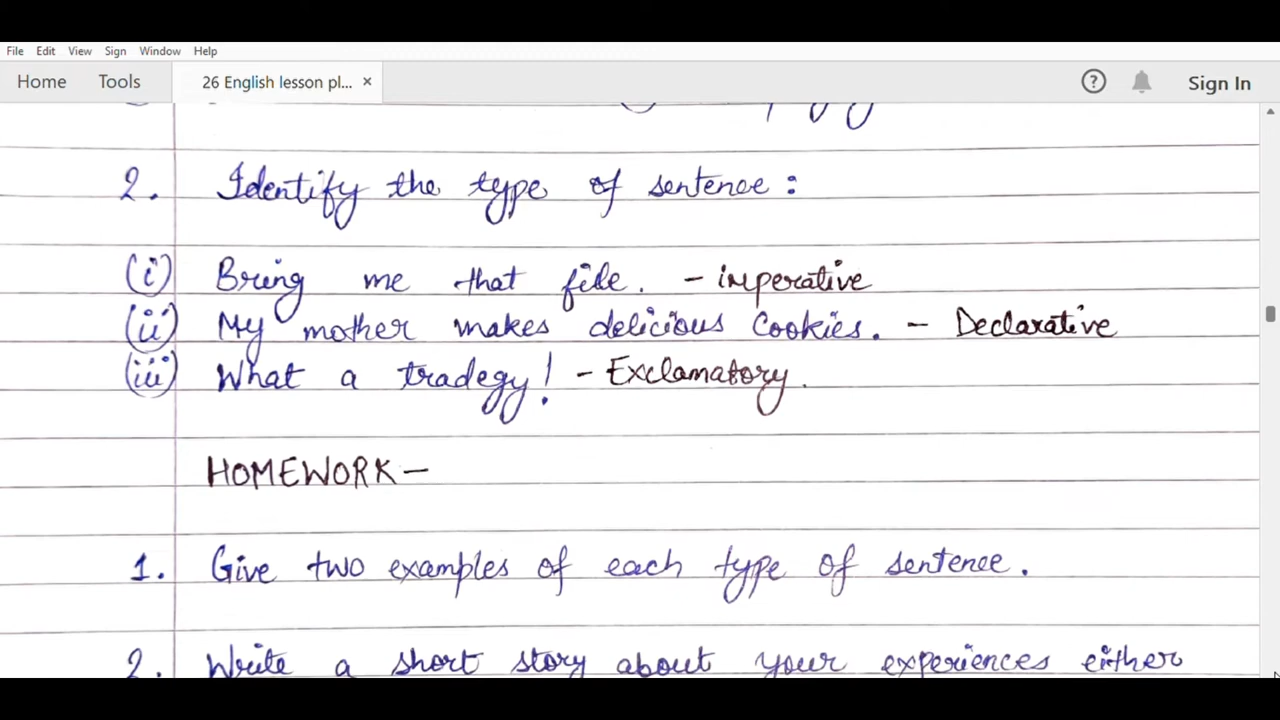 File Edit View Sign Window Help
Home Tools 26 English lesson pl... × ? Sign In
2. Identify the type of sentence :
(i) Bring me that file. - imperative
(ii) My mother makes delicious cookies. - Declarative
(iii) What a tradegy! - Exclamatory.
HOMEWORK -
1. Give two examples of each type of sentence.
2. Write a short story about your experiences either